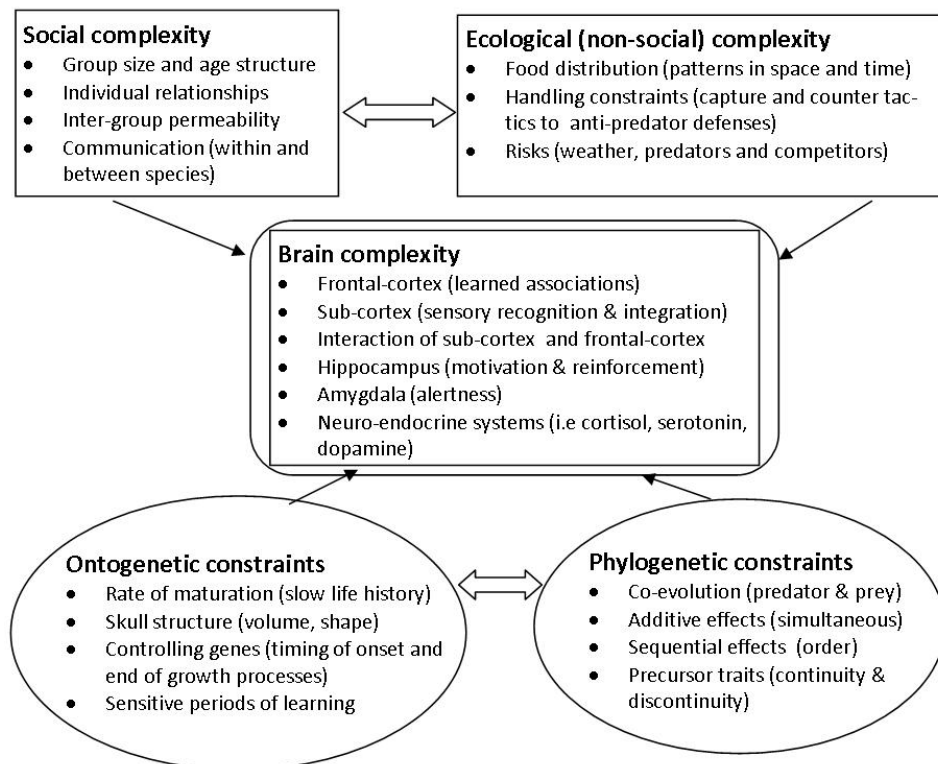 Social complexity
• Group size and age structure
• Individual relationships
• Inter-group permeability
• Communication (within and
between species)
Ecological (non-social) complexity
• Food distribution (patterns in space and time)
• Handling constraints (capture and counter tac-
tics to anti-predator defenses)
• Risks (weather, predators and competitors)
Brain complexity
• Frontal-cortex (learned associations)
• Sub-cortex (sensory recognition & integration)
• Interaction of sub-cortex and frontal-cortex
• Hippocampus (motivation & reinforcement)
• Amygdala (alertness)
• Neuro-endocrine systems (i.e cortisol, serotonin,
dopamine)
Ontogenetic constraints
• Rate of maturation (slow life history)
• Skull structure (volume, shape)
• Controlling genes (timing of onset and
end of growth processes)
• Sensitive periods of learning
Phylogenetic constraints
• Co-evolution (predator & prey)
• Additive effects (simultaneous)
• Sequential effects (order)
• Precursor traits (continuity &
discontinuity)